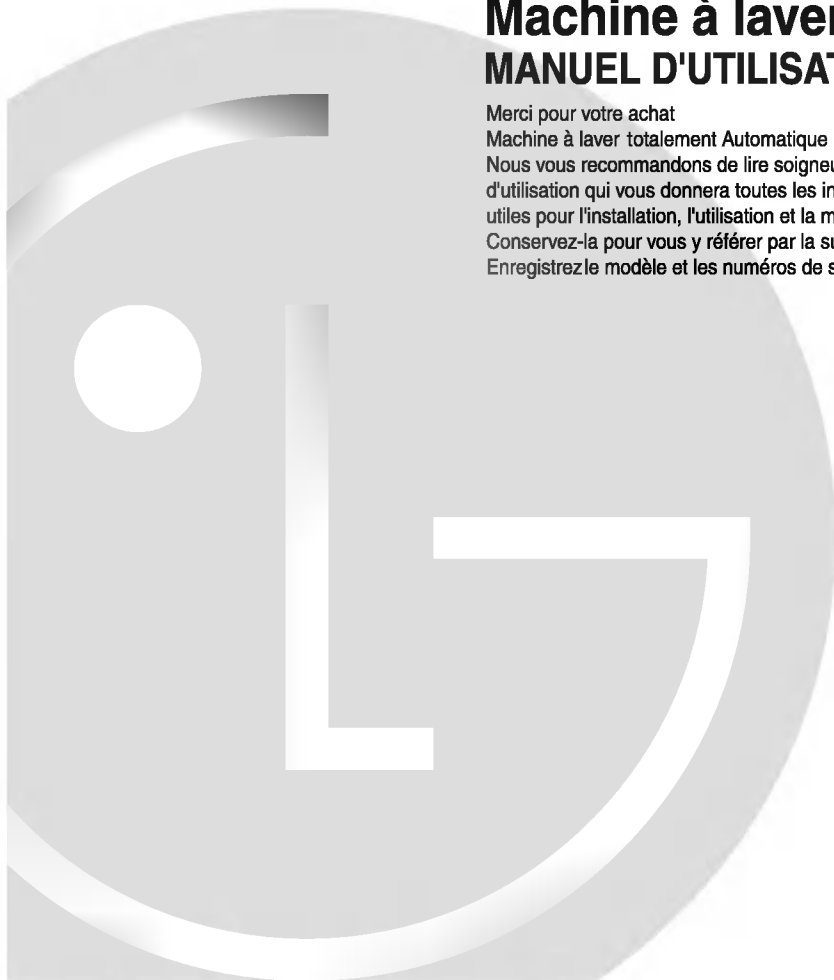 Machine à laver
MANUEL D'UTILISAT
Merci pour votre achat
Machine à laver totalement Automatique
Nous vous recommandons de lire soigneu
d'utilisation qui vous donnera toutes les in
utiles pour l'installation, l'utilisation et la m
Conservez-la pour vous y référer par la su
Enregistrez le modèle et les numéros de s
LG